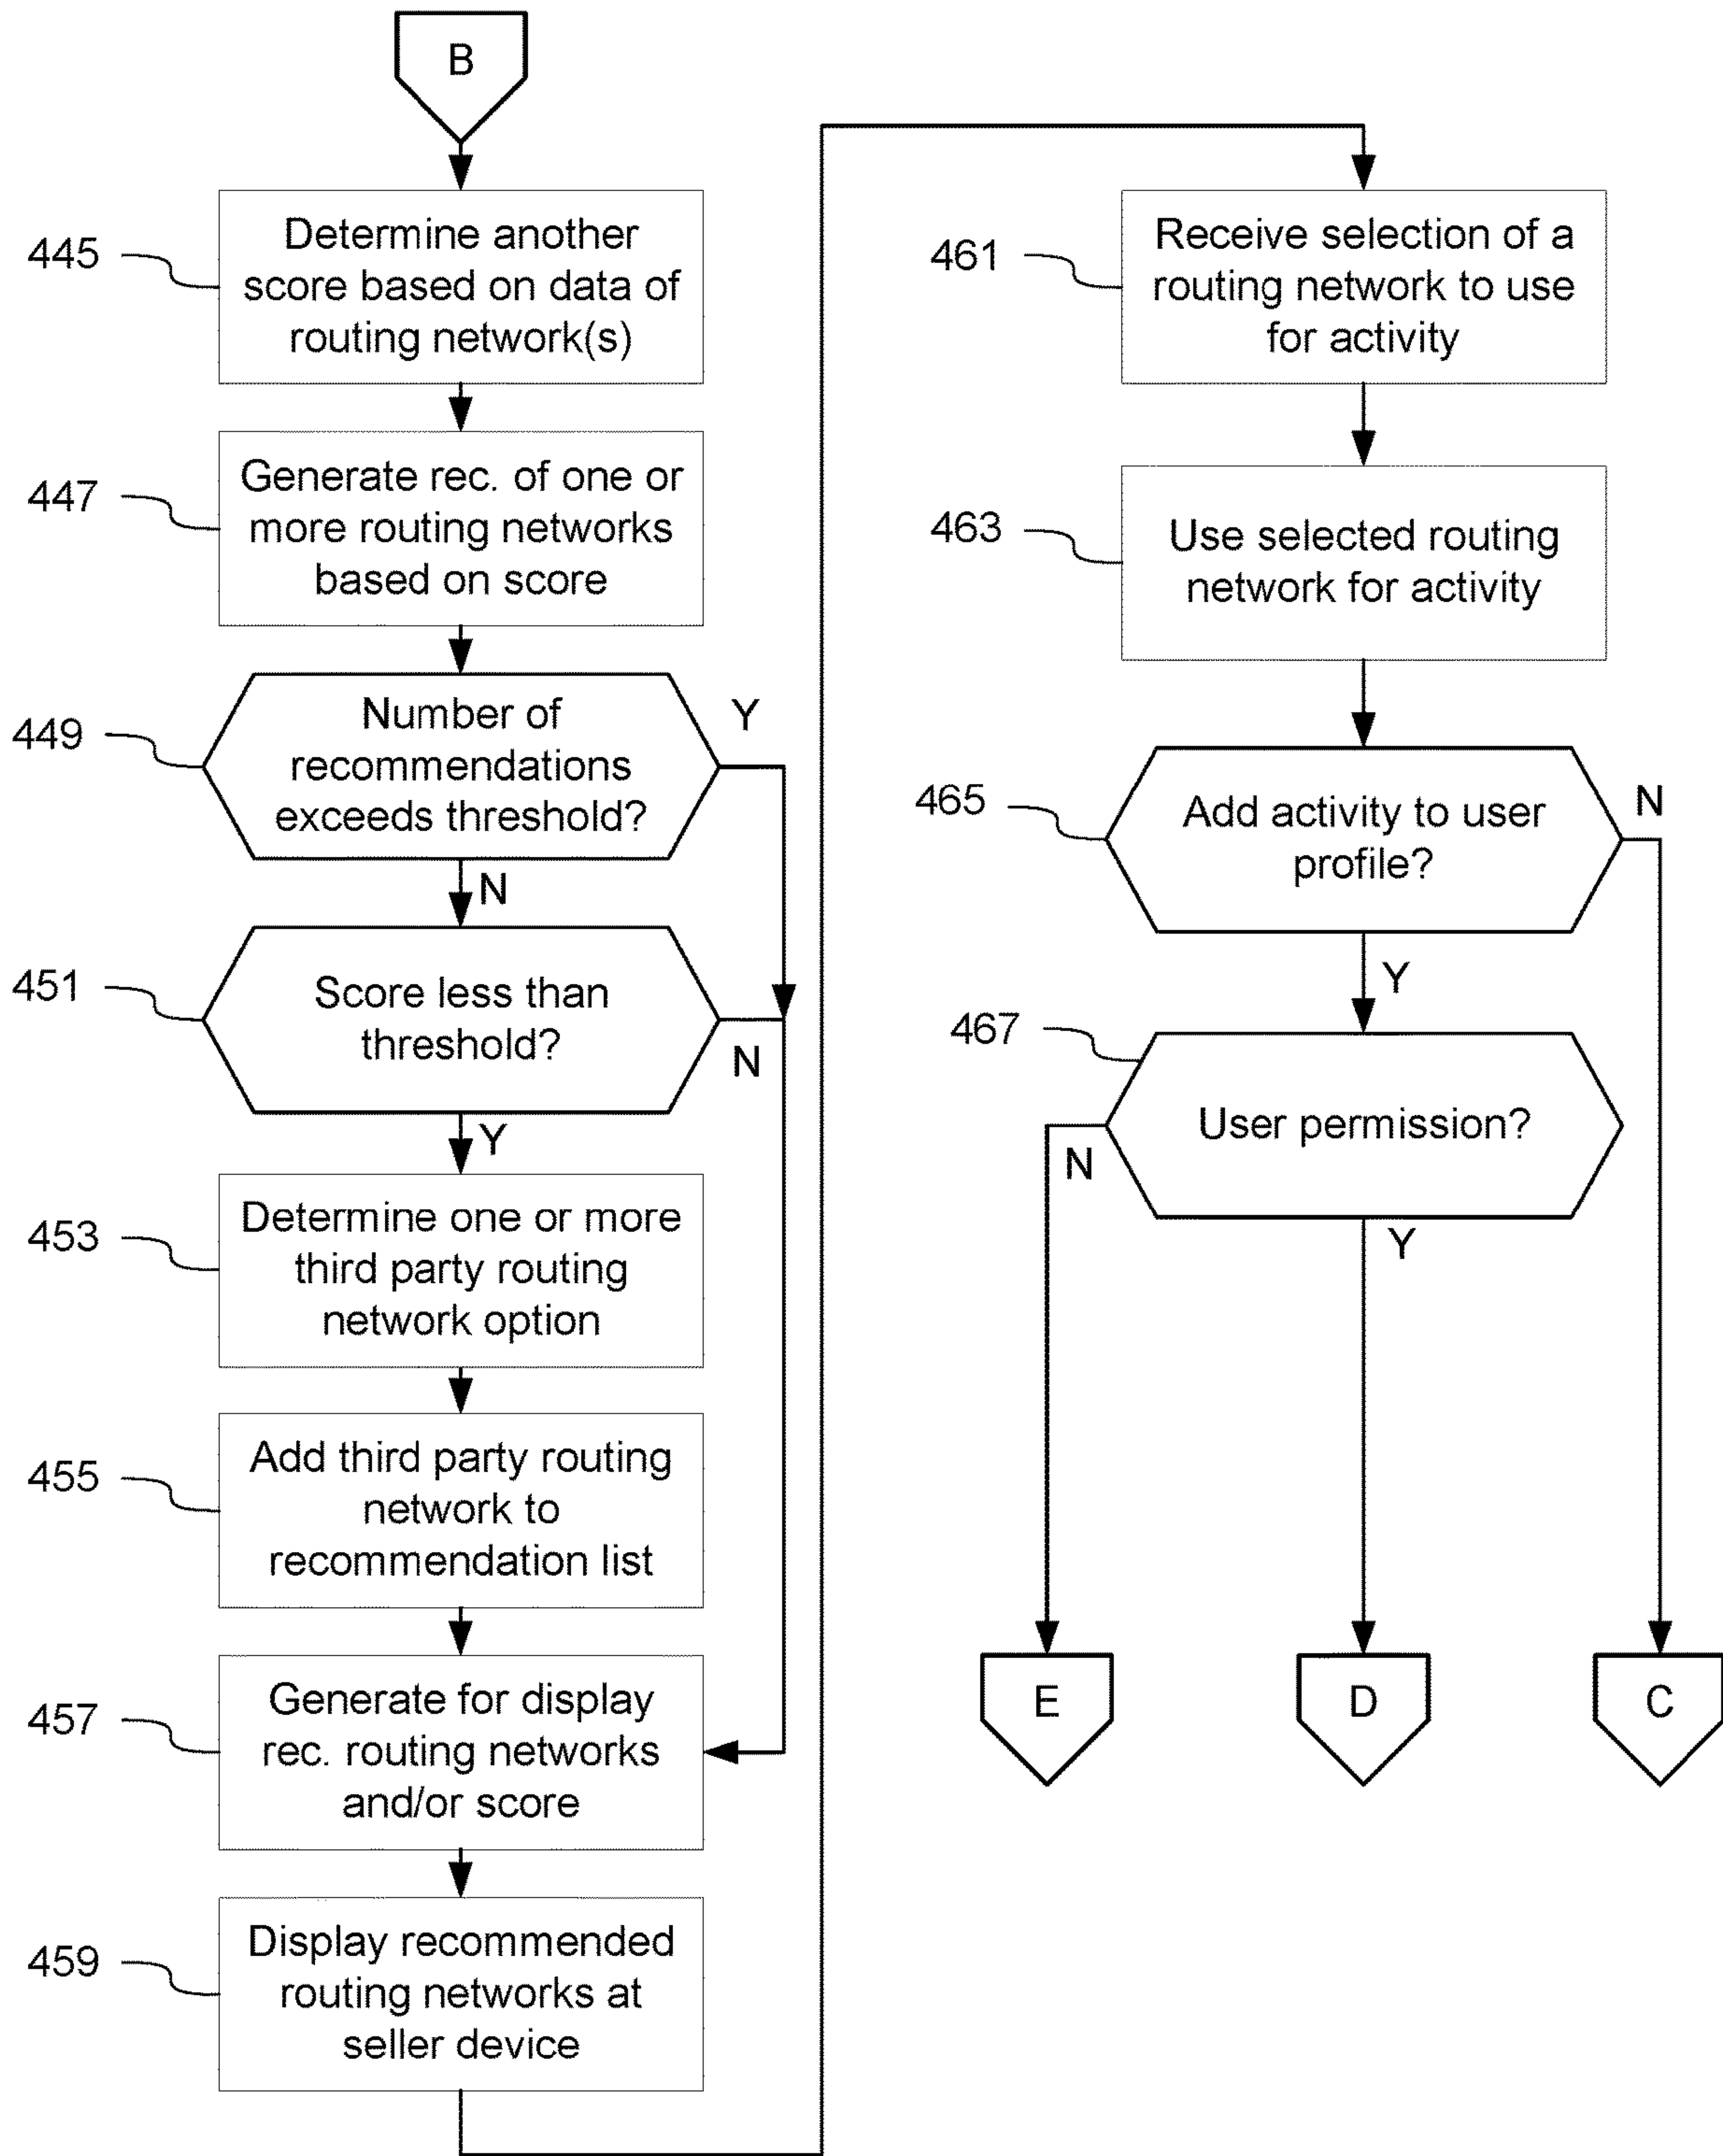 B
445
Determine another
score based on data of
routing network(s)
447
Generate rec. of one or
more routing networks
based on score
449
Number of
recommendations
exceeds threshold?
Y
N
451
Score less than
threshold?
N
Y
453
Determine one or more
third party routing
network option
455
Add third party routing
network to
recommendation list
457
Generate for display
rec. routing networks
and/or score
459
Display recommended
routing networks at
seller device
461
Receive selection of a
routing network to use
for activity
463
Use selected routing
network for activity
465
Add activity to user
profile?
N
Y
467
User permission?
N
Y
E
D
C